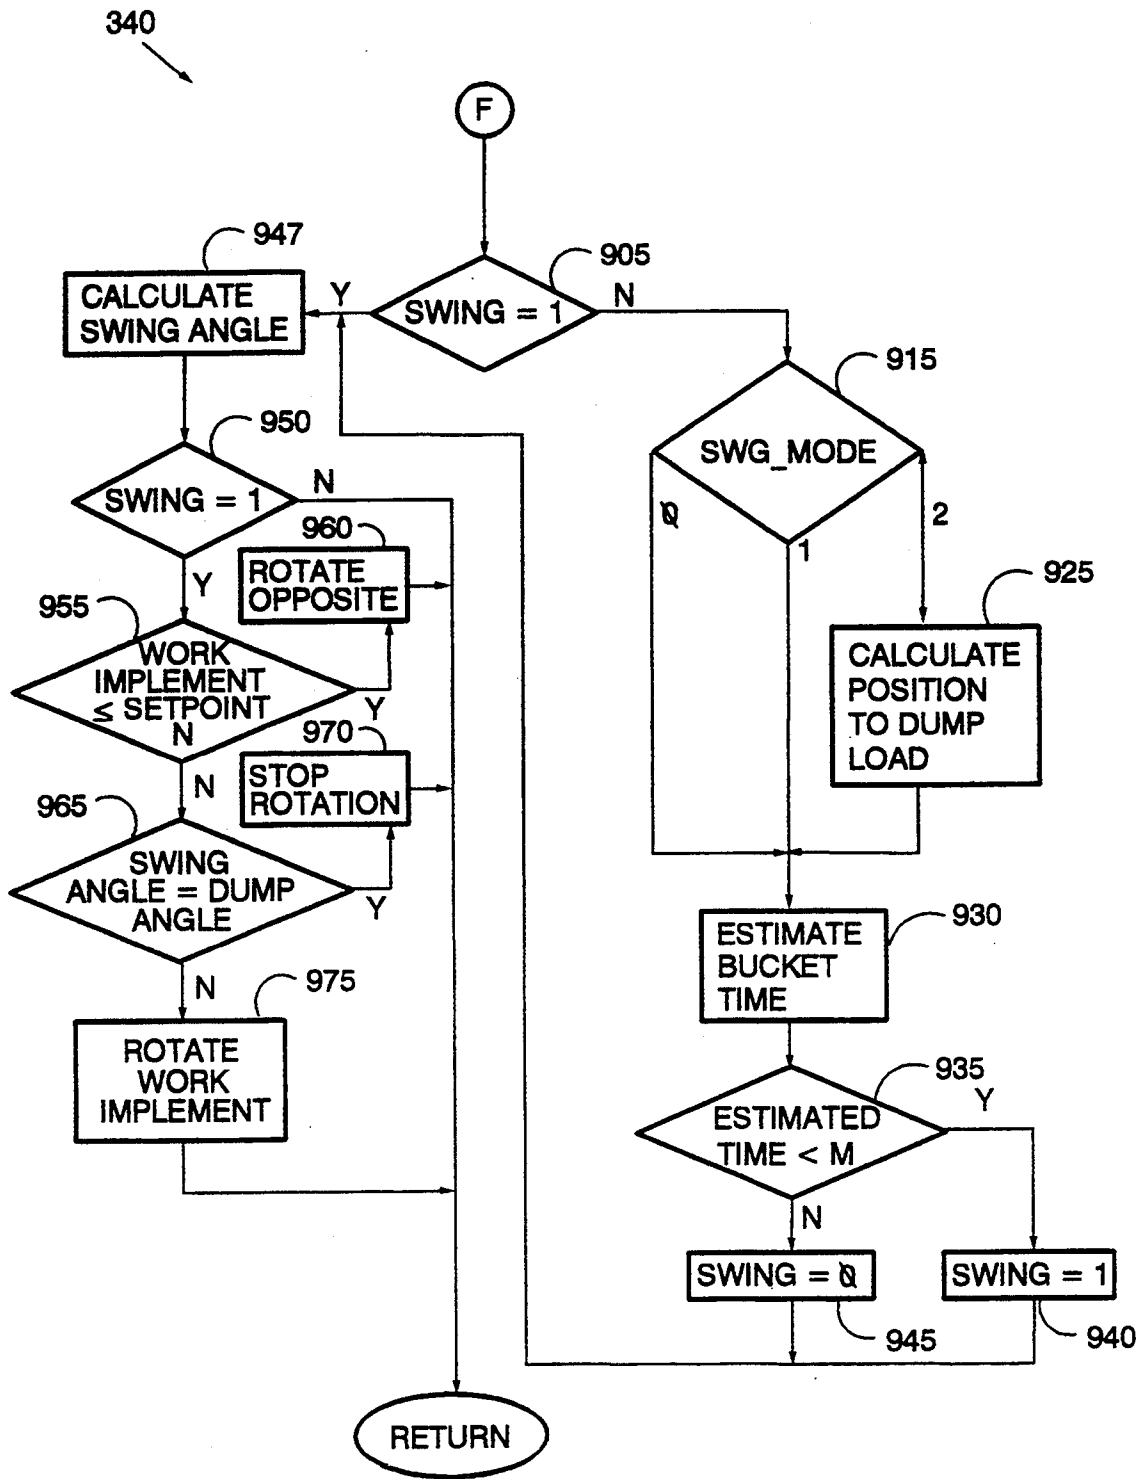 340
F
947
905
CALCULATE
SWING ANGLE
Y
SWING = 1
N
915
SWG_MODE
0
1
2
950
SWING = 1
N
Y
960
ROTATE
OPPOSITE
925
CALCULATE
POSITION
TO DUMP
LOAD
955
WORK
IMPLEMENT
≤ SETPOINT
N
Y
N
970
STOP
ROTATION
965
SWING
ANGLE = DUMP
ANGLE
Y
N
930
ESTIMATE
BUCKET
TIME
975
ROTATE
WORK
IMPLEMENT
935
ESTIMATED
TIME < M
Y
N
SWING = 0
945
SWING = 1
940
RETURN